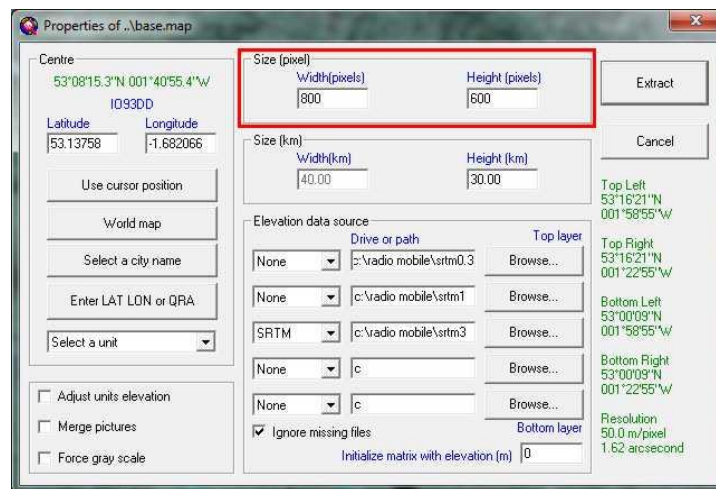 Properties of ..\base.map
Centre
53°08'15.3"N 001°40'55.4"W
IO93DD
Latitude Longitude
53.13758 -1.682066
Use cursor position
World map
Select a city name
Enter LAT LON or QRA
Select a unit
Adjust units elevation
Merge pictures
Force gray scale
Size (pixel)
Width(pixels) Height (pixels)
800 600
Size (km)
Width(km) Height (km)
40.00 30.00
Elevation data source
Drive or path Top layer
None c:\radio mobile\srtm0.3 Browse...
None c:\radio mobile\srtm1 Browse...
SRTM c:\radio mobile\srtm3 Browse...
None c Browse...
None c Browse...
Ignore missing files Bottom layer
Initialize matrix with elevation (m) 0
Extract
Cancel
Top Left
53°16'21"N
001°58'55"W
Top Right
53°16'21"N
001°22'55"W
Bottom Left
53°00'09"N
001°58'55"W
Bottom Right
53°00'09"N
001°22'55"W
Resolution
50.0 m/pixel
1.62 arcsecond